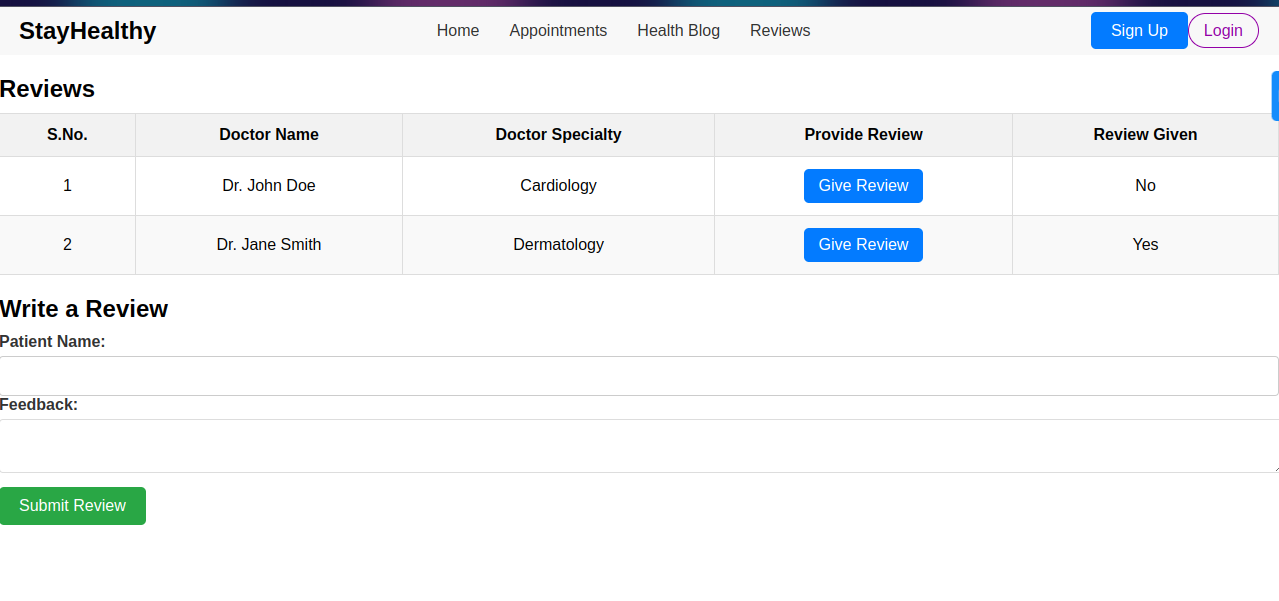 StayHealthy Home Appointments Health Blog Reviews Sign Up Login
Reviews
S.No. Doctor Name Doctor Specialty Provide Review Review Given
1 Dr. John Doe Cardiology Give Review No
2 Dr. Jane Smith Dermatology Give Review Yes
Write a Review
Patient Name:
Feedback:
Submit Review